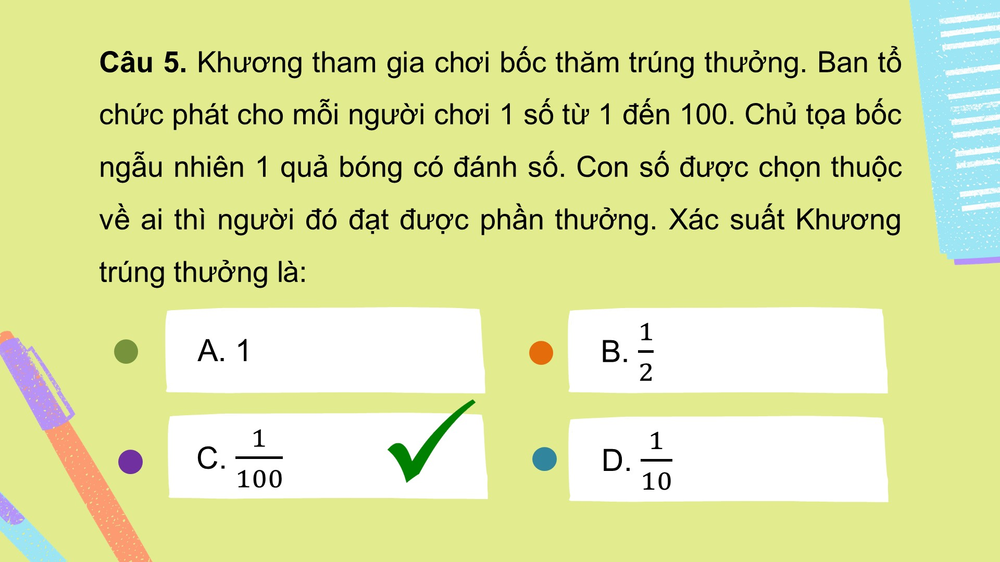 Câu 5. Khương tham gia chơi bốc thăm trúng thưởng. Ban tổ
chức phát cho mỗi người chơi 1 số từ 1 đến 100. Chủ tọa bốc
ngẫu nhiên 1 quả bóng có đánh số. Con số được chọn thuộc
về ai thì người đó đạt được phần thưởng. Xác suất Khương
trúng thưởng là:
A. 1
B. 1/2
C. 1/100
D. 1/10